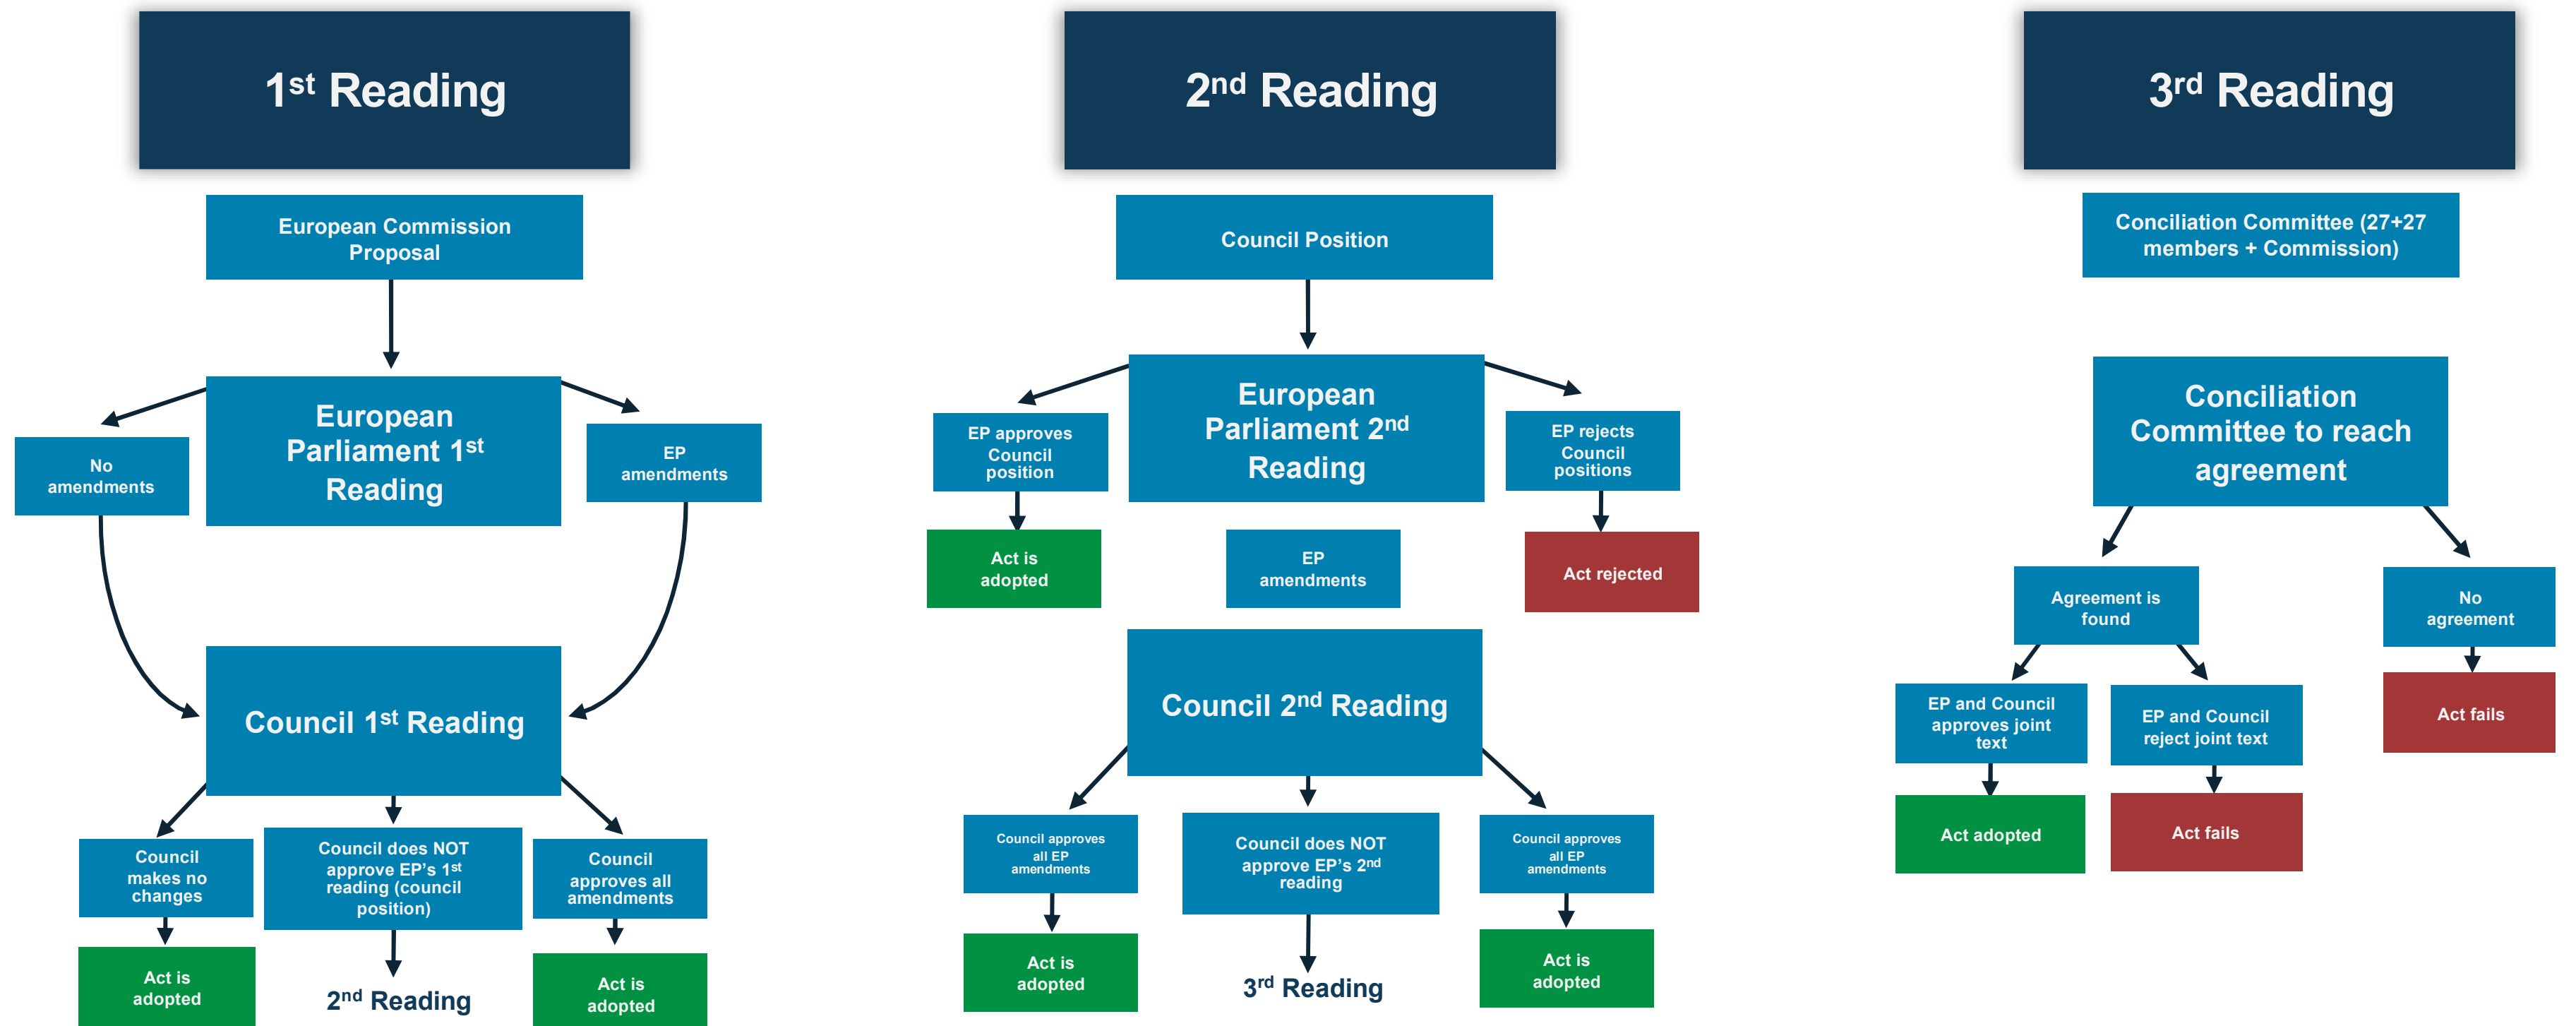 1st Reading
European Commission
Proposal
European
Parliament 1st
Reading
No
amendments
EP
amendments
Council 1st Reading
Council
makes no
changes
Council does NOT
approve EP’s 1st
reading (council
position)
Council
approves all
amendments
Act is
adopted
2nd Reading
Act is
adopted
2nd Reading
Council Position
European
Parliament 2nd
Reading
EP approves
Council
position
EP rejects
Council
positions
Act is
adopted
EP
amendments
Act rejected
Council 2nd Reading
Council approves
all EP
amendments
Council does NOT
approve EP’s 2nd
reading
Council approves
all EP
amendments
Act is
adopted
3rd Reading
Act is
adopted
3rd Reading
Conciliation Committee (27+27
members + Commission)
Conciliation
Committee to reach
agreement
Agreement is
found
No
agreement
EP and Council
approves joint
text
EP and Council
reject joint text
Act fails
Act adopted
Act fails